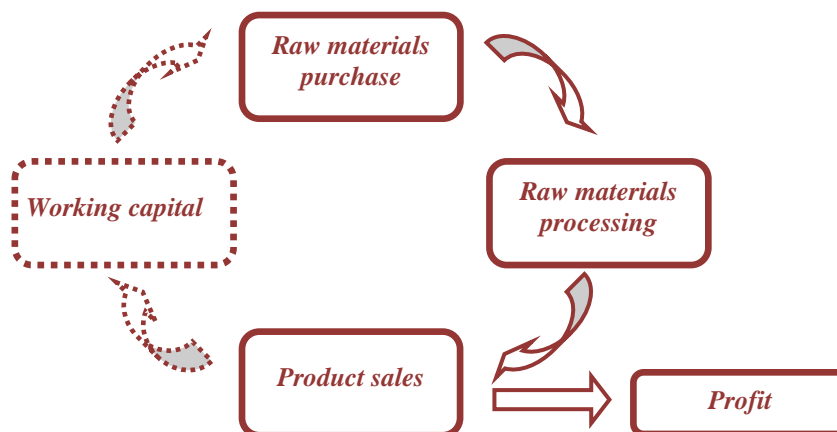 Raw materials
purchase
Working capital
Raw materials
processing
Product sales
Profit